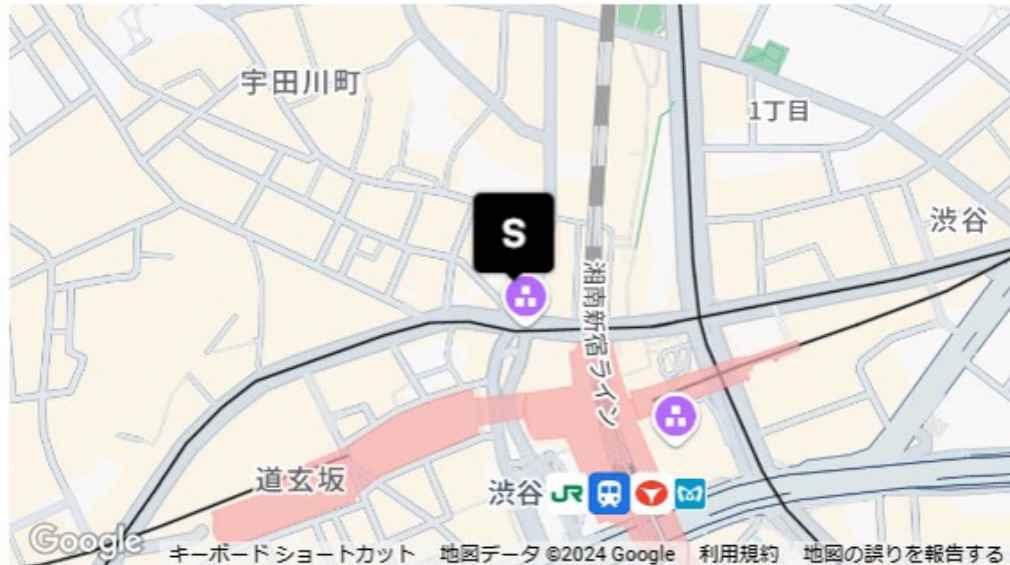 宇田川町
1丁目
S
渋谷
湘南新宿ライン
道玄坂
渋谷 JR
Google
キーボード ショートカット 地図データ ©2024 Google 利用規約 地図の誤りを報告する